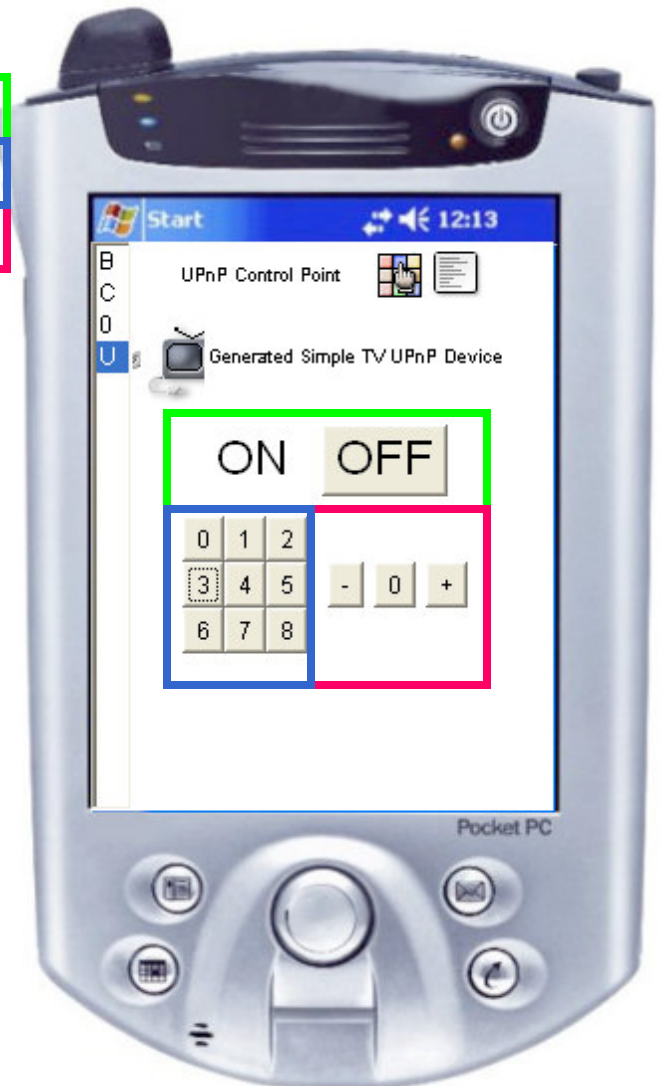 Start 12:13
B
C
0
U
UPnP Control Point
Generated Simple TV UPnP Device
ON OFF
0 1 2
3 4 5
6 7 8
- 0 +
Pocket PC